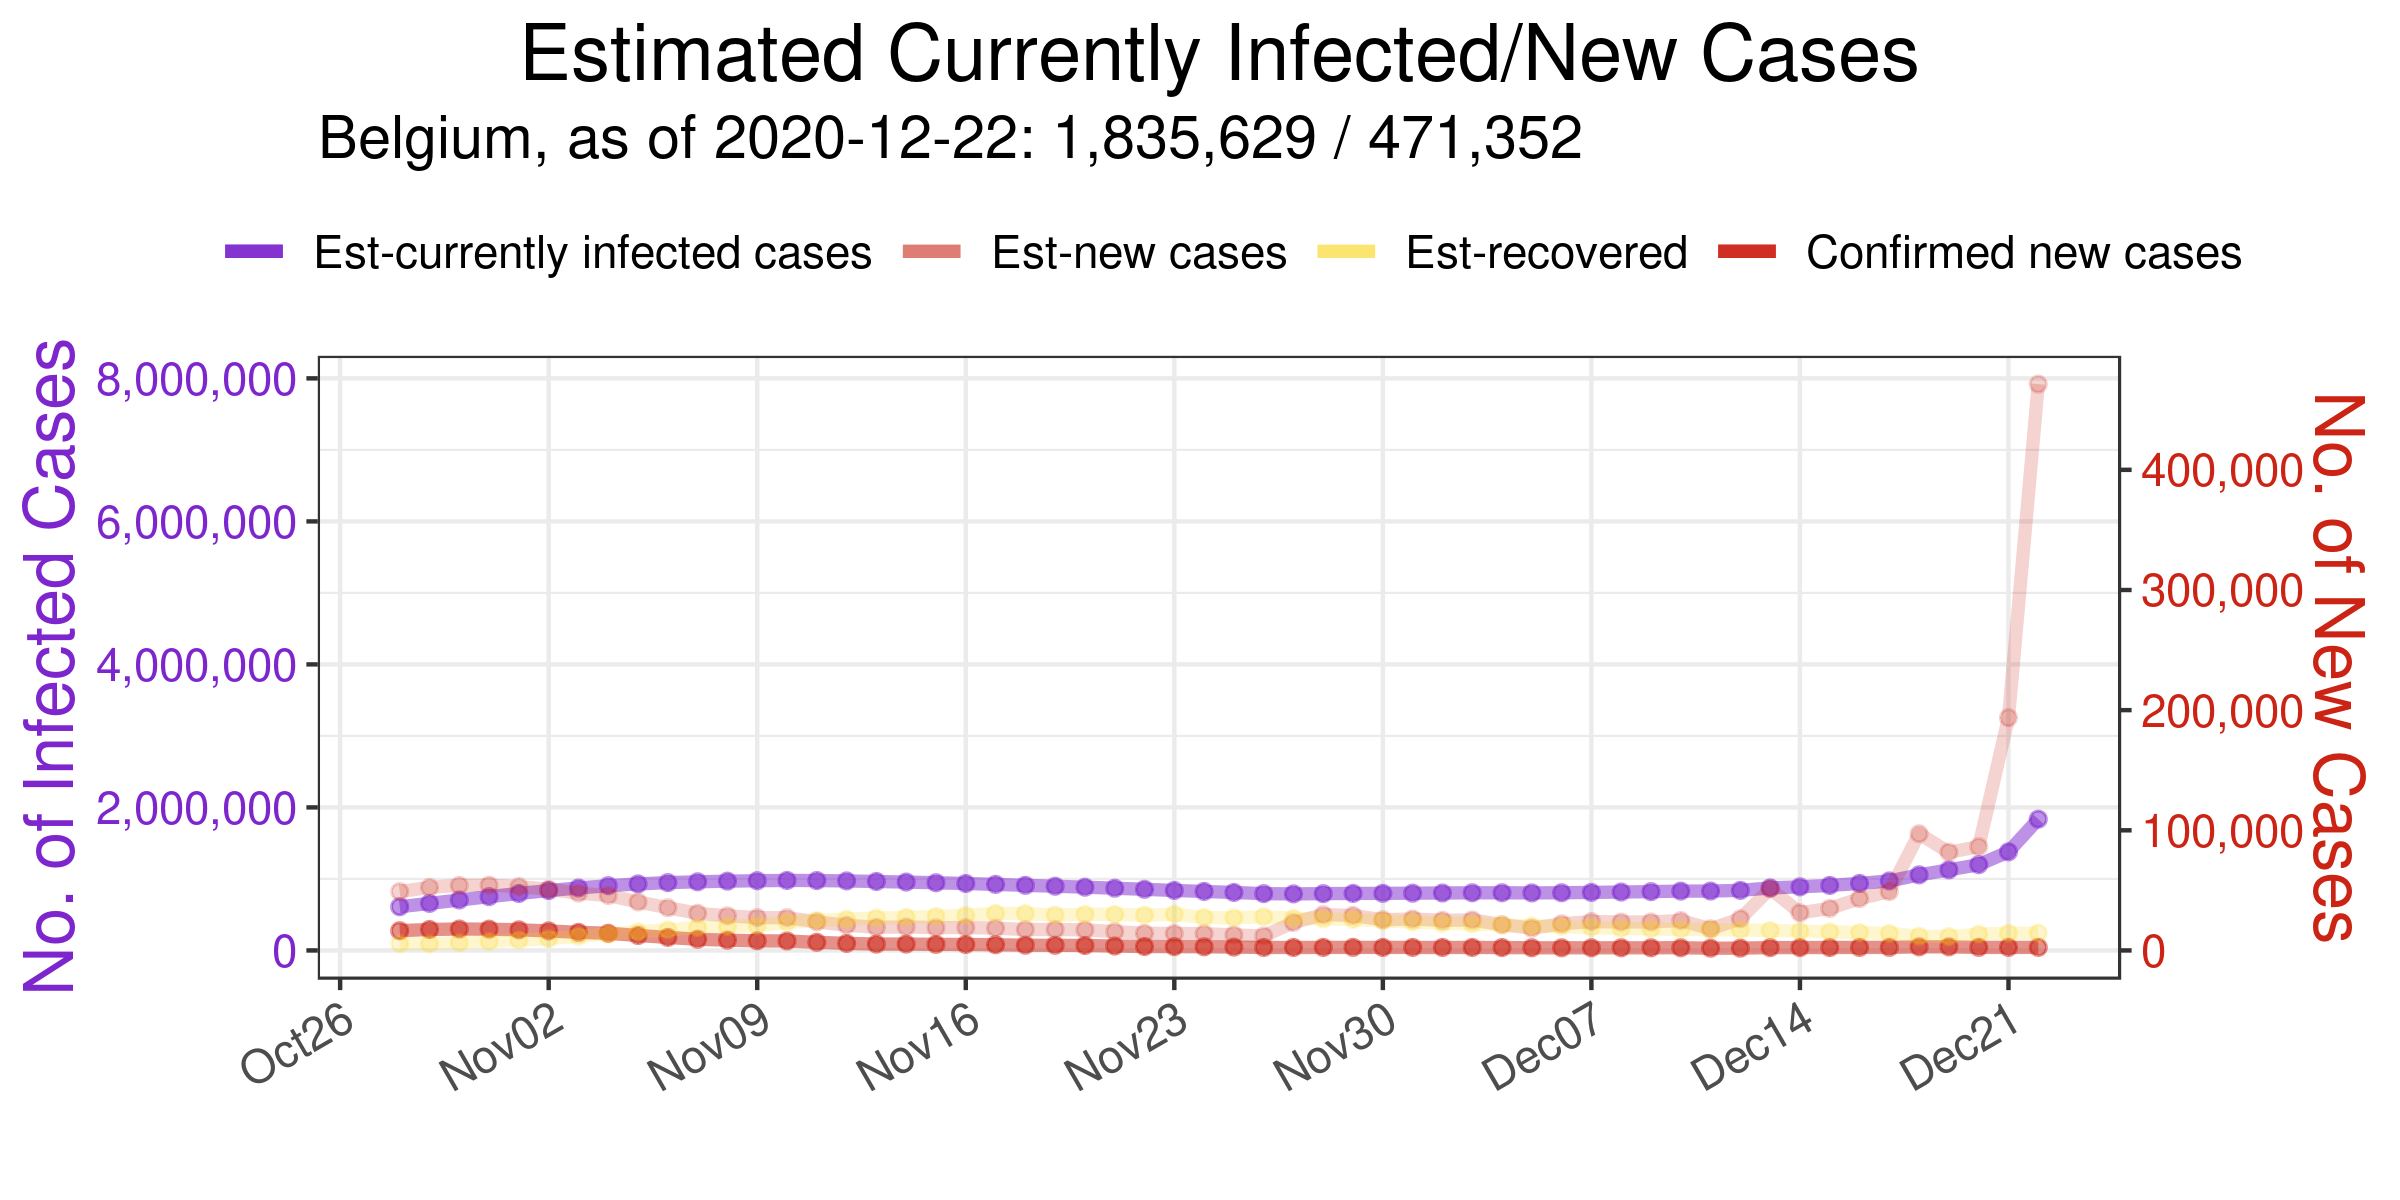 Estimated Currently Infected/New Cases
Belgium, as of 2020-12-22: 1,835,629 / 471,352
Est-currently infected cases Est-new cases Est-recovered Confirmed new cases
No. of Infected Cases
8,000,000
6,000,000
4,000,000
2,000,000
0
400,000
300,000
200,000
100,000
0
No. of New Cases
Oct26 Nov02 Nov09 Nov16 Nov23 Nov30 Dec07 Dec14 Dec21